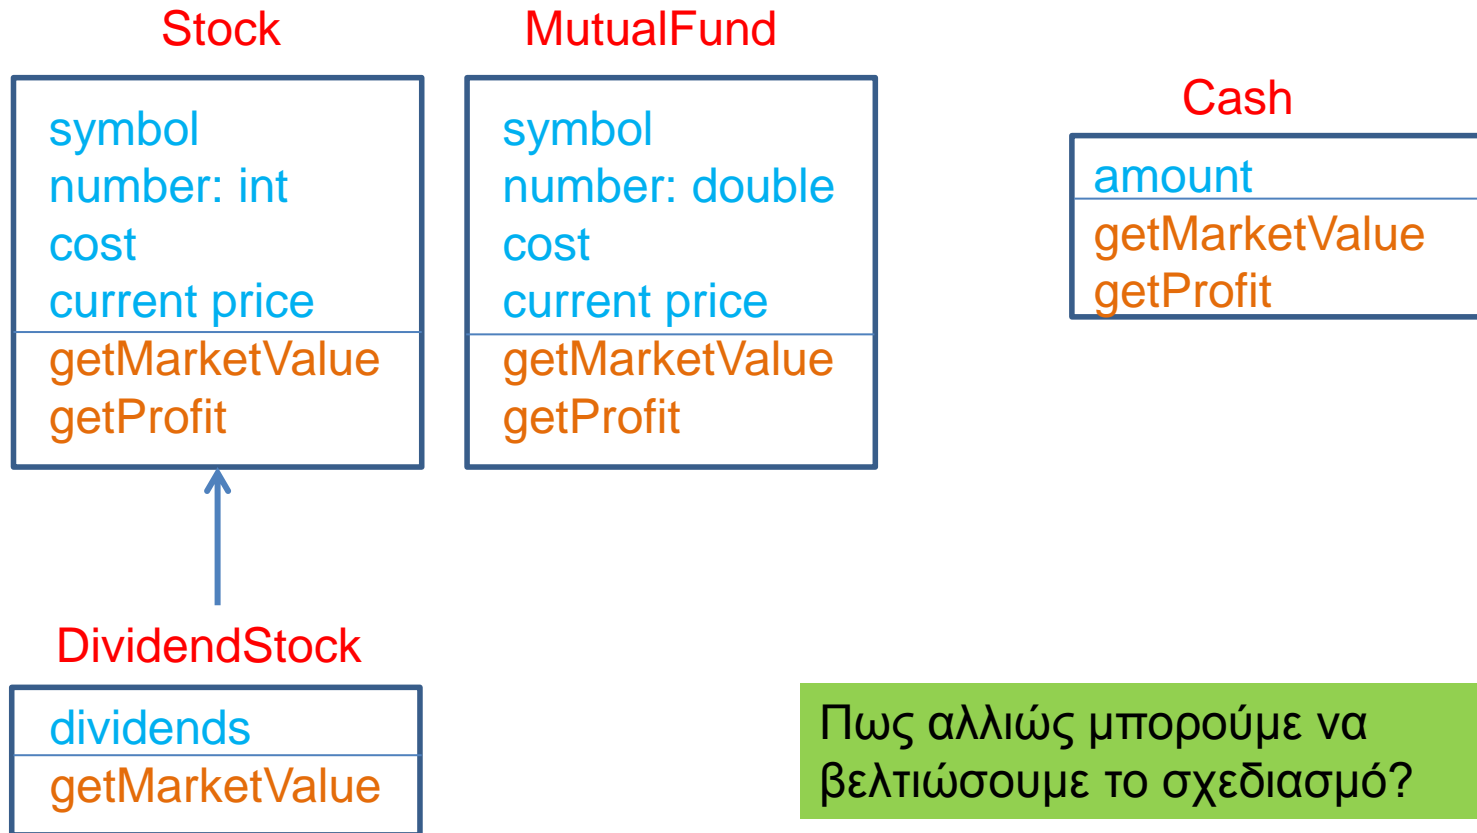 Stock
symbol
number: int
cost
current price
getMarketValue
getProfit
MutualFund
symbol
number: double
cost
current price
getMarketValue
getProfit
Cash
amount
getMarketValue
getProfit
DividendStock
dividends
getMarketValue
Πως αλλιώς μπορούμε να
βελτιώσουμε το σχεδιασμό?